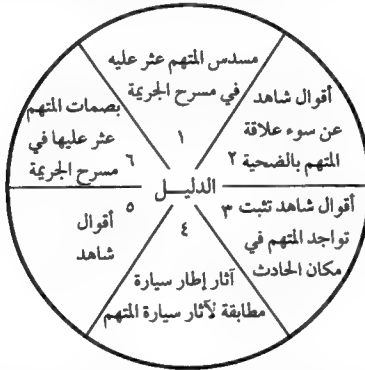 مسدس المتهم عثر عليه
في مسرح الجريمة
١
أقوال شاهد
عن سوء علاقة
المتهم بالضحية ٢
أقوال شاهد تثبت ٣
تواجد المتهم في
مكان الحادث
٤
آثار إطار سيارة
مطابقة لآثار سيارة المتهم
٥
أقوال
شاهد
بصمات المتهم
عثر عليها في
مسرح الجريمة ٦
الدليل